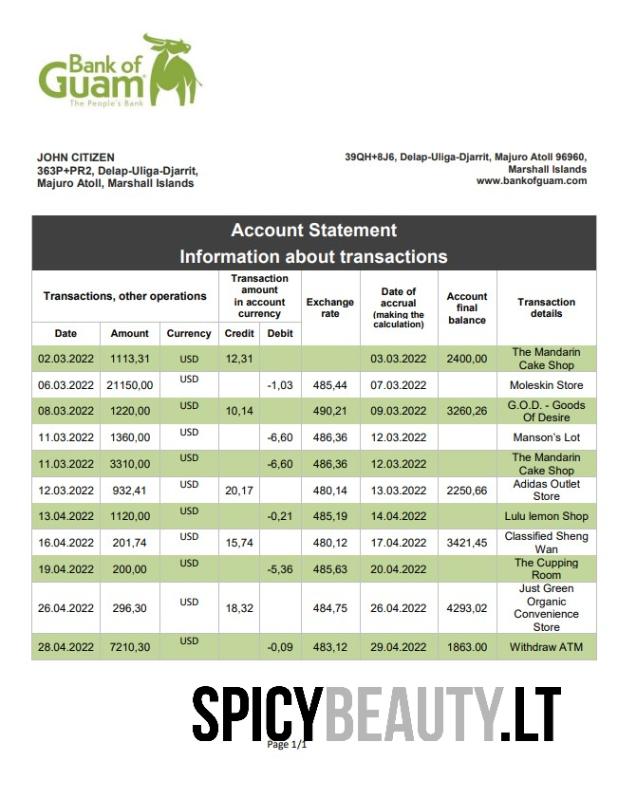 Bank of
Guam
The People's Bank
JOHN CITIZEN
363P+PR2, Delap-Uliga-Djarrit,
Majuro Atoll, Marshall Islands
39QH+8J6, Delap-Uliga-Djarrit, Majuro Atoll 96960,
Marshall Islands
www.bankofguam.com
Account Statement
Information about transactions
Transactions, other operations
Transaction
amount
in account
currency
Exchange
rate
Date of
accrual
(making the
calculation)
Account
final
balance
Transaction
details
Date Amount Currency Credit Debit
02.03.2022 1113,31 USD 12,31 03.03.2022 2400,00 The Mandarin
Cake Shop
06.03.2022 21150,00 USD -1,03 485,44 07.03.2022 Moleskin Store
08.03.2022 1220,00 USD 10,14 490,21 09.03.2022 3260,26 G.O.D. - Goods
Of Desire
11.03.2022 1360,00 USD -6,60 486,36 12.03.2022 Manson's Lot
11.03.2022 3310,00 USD -6,60 486,36 12.03.2022 The Mandarin
Cake Shop
12.03.2022 932,41 USD 20,17 480,14 13.03.2022 2250,66 Adidas Outlet
Store
13.04.2022 1120,00 USD -0,21 485,19 14.04.2022 Lulu lemon Shop
16.04.2022 201,74 USD 15,74 480,12 17.04.2022 3421,45 Classified Sheng
Wan
19.04.2022 200,00 USD -5,36 485,63 20.04.2022 The Cupping
Room
26.04.2022 296,30 USD 18,32 484,75 26.04.2022 4293,02 Just Green
Organic
Convenience
Store
28.04.2022 7210,30 USD -0,09 483,12 29.04.2022 1863.00 Withdraw ATM
SPICYBEAUTY.LT
Page 1/1